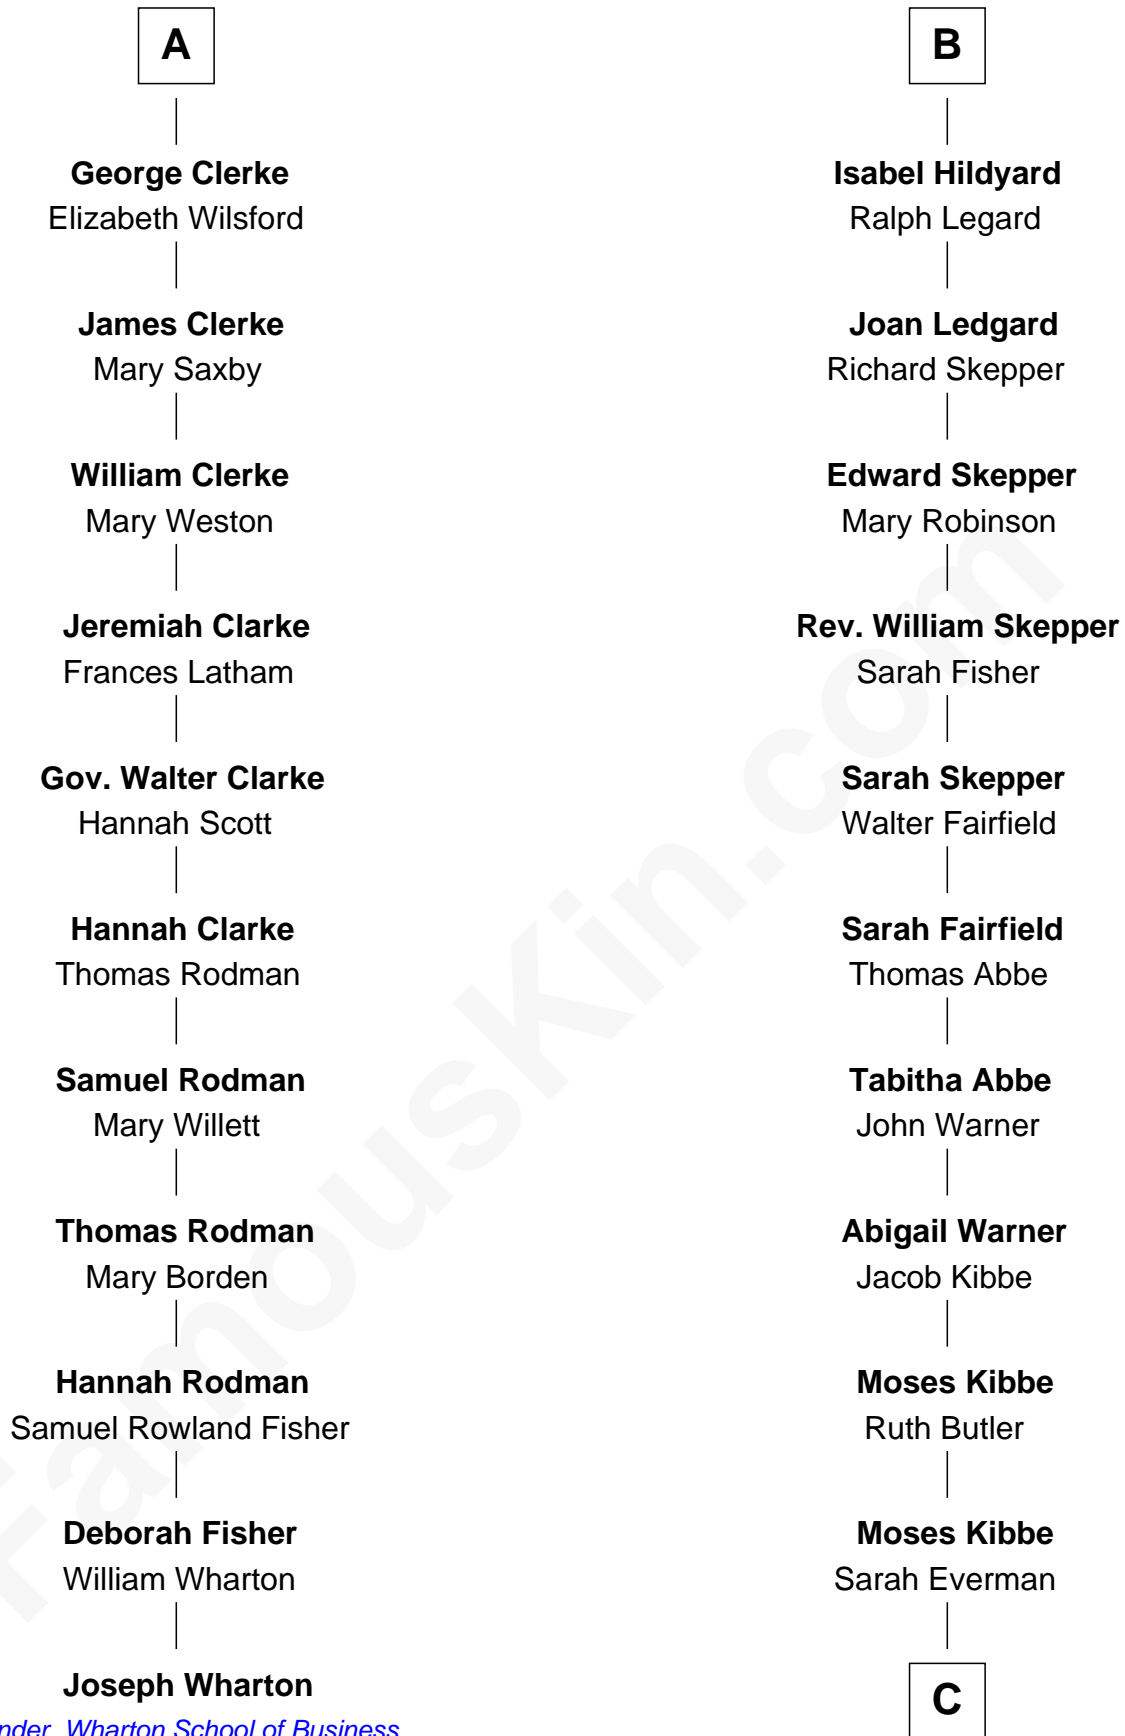 A
George Clerke
Elizabeth Wilsford
James Clerke
Mary Saxby
William Clerke
Mary Weston
Jeremiah Clarke
Frances Latham
Gov. Walter Clarke
Hannah Scott
Hannah Clarke
Thomas Rodman
Samuel Rodman
Mary Willett
Thomas Rodman
Mary Borden
Hannah Rodman
Samuel Rowland Fisher
Deborah Fisher
William Wharton
Joseph Wharton
Wharton School of Business
B
Isabel Hildyard
Ralph Legard
Joan Ledgard
Richard Skepper
Edward Skepper
Mary Robinson
Rev. William Skepper
Sarah Fisher
Sarah Skepper
Walter Fairfield
Sarah Fairfield
Thomas Abbe
Tabitha Abbe
John Warner
Abigail Warner
Jacob Kibbe
Moses Kibbe
Ruth Butler
Moses Kibbe
Sarah Everman
C
FamousKin.com